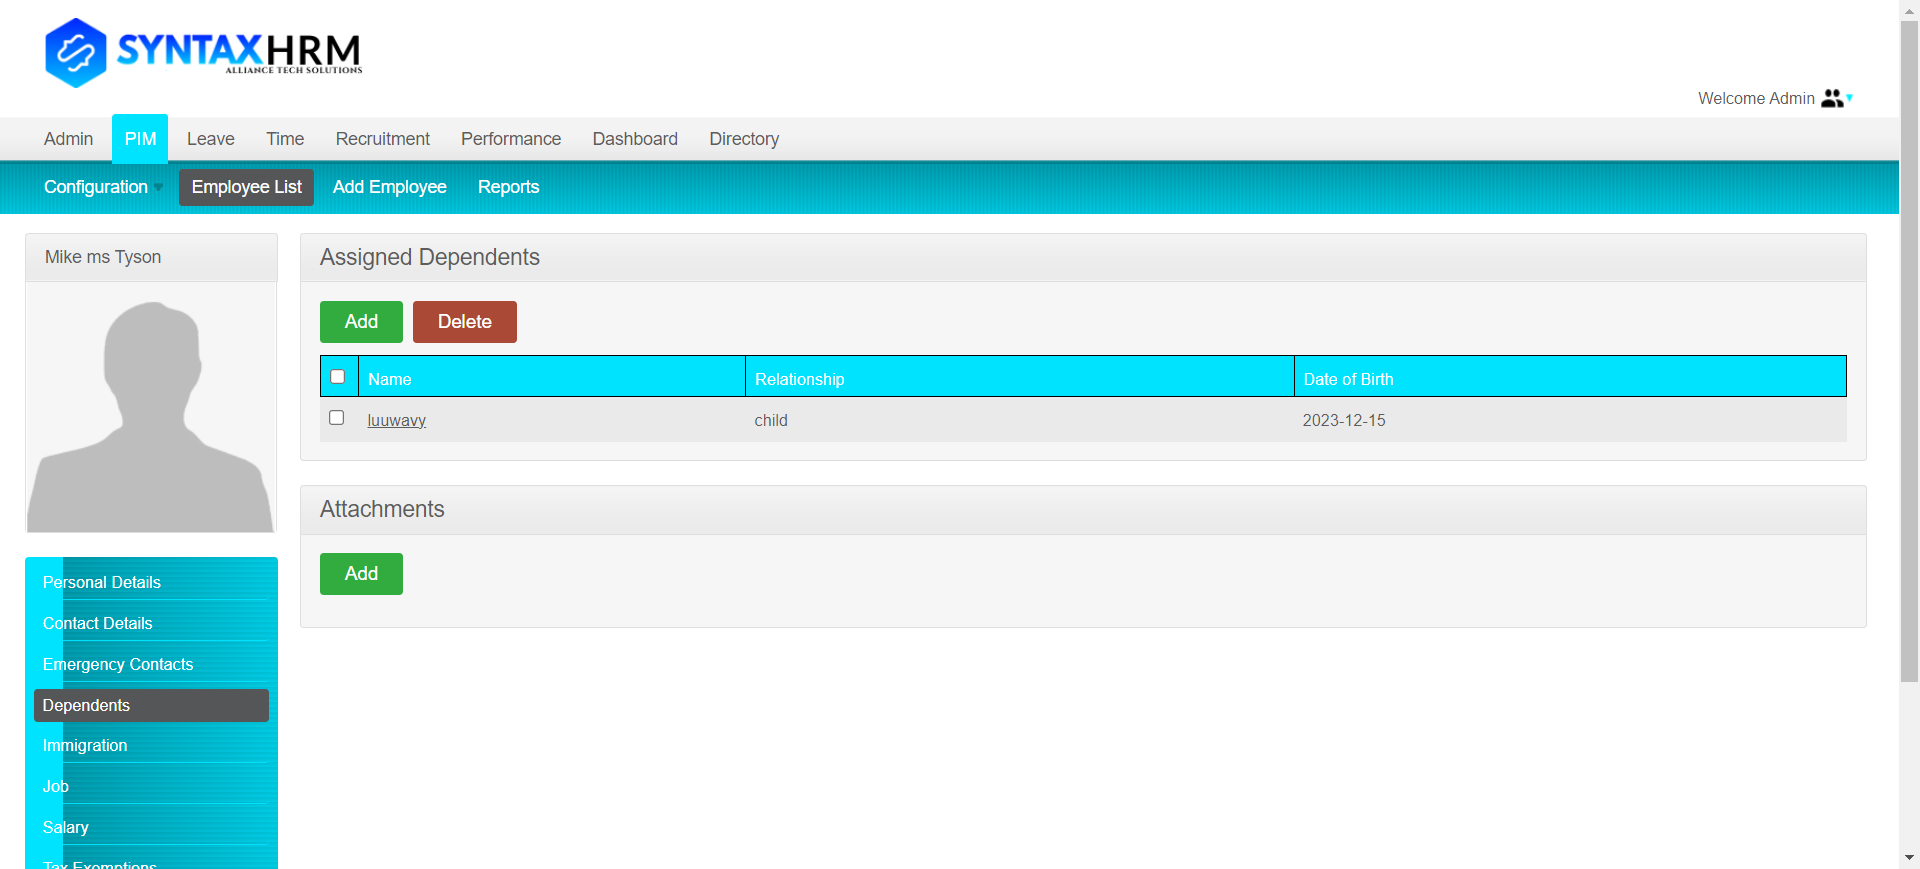 SYNTAXHRM
ALLIANCE TECH SOLUTIONS
Welcome Admin
Admin PIM Leave Time Recruitment Performance Dashboard Directory
Configuration Employee List Add Employee Reports
Mike ms Tyson
Assigned Dependents
Add Delete
Name Relationship Date of Birth
luuwavy child 2023-12-15
Attachments
Add
Personal Details
Contact Details
Emergency Contacts
Dependents
Immigration
Job
Salary
Tax Exemptions